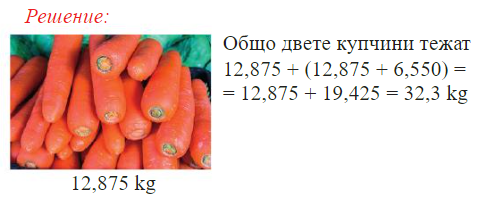 Решение:
Общо двете купчини тежат
12,875 + (12,875 + 6,550) =
= 12,875 + 19,425 = 32,3 kg
12,875 kg